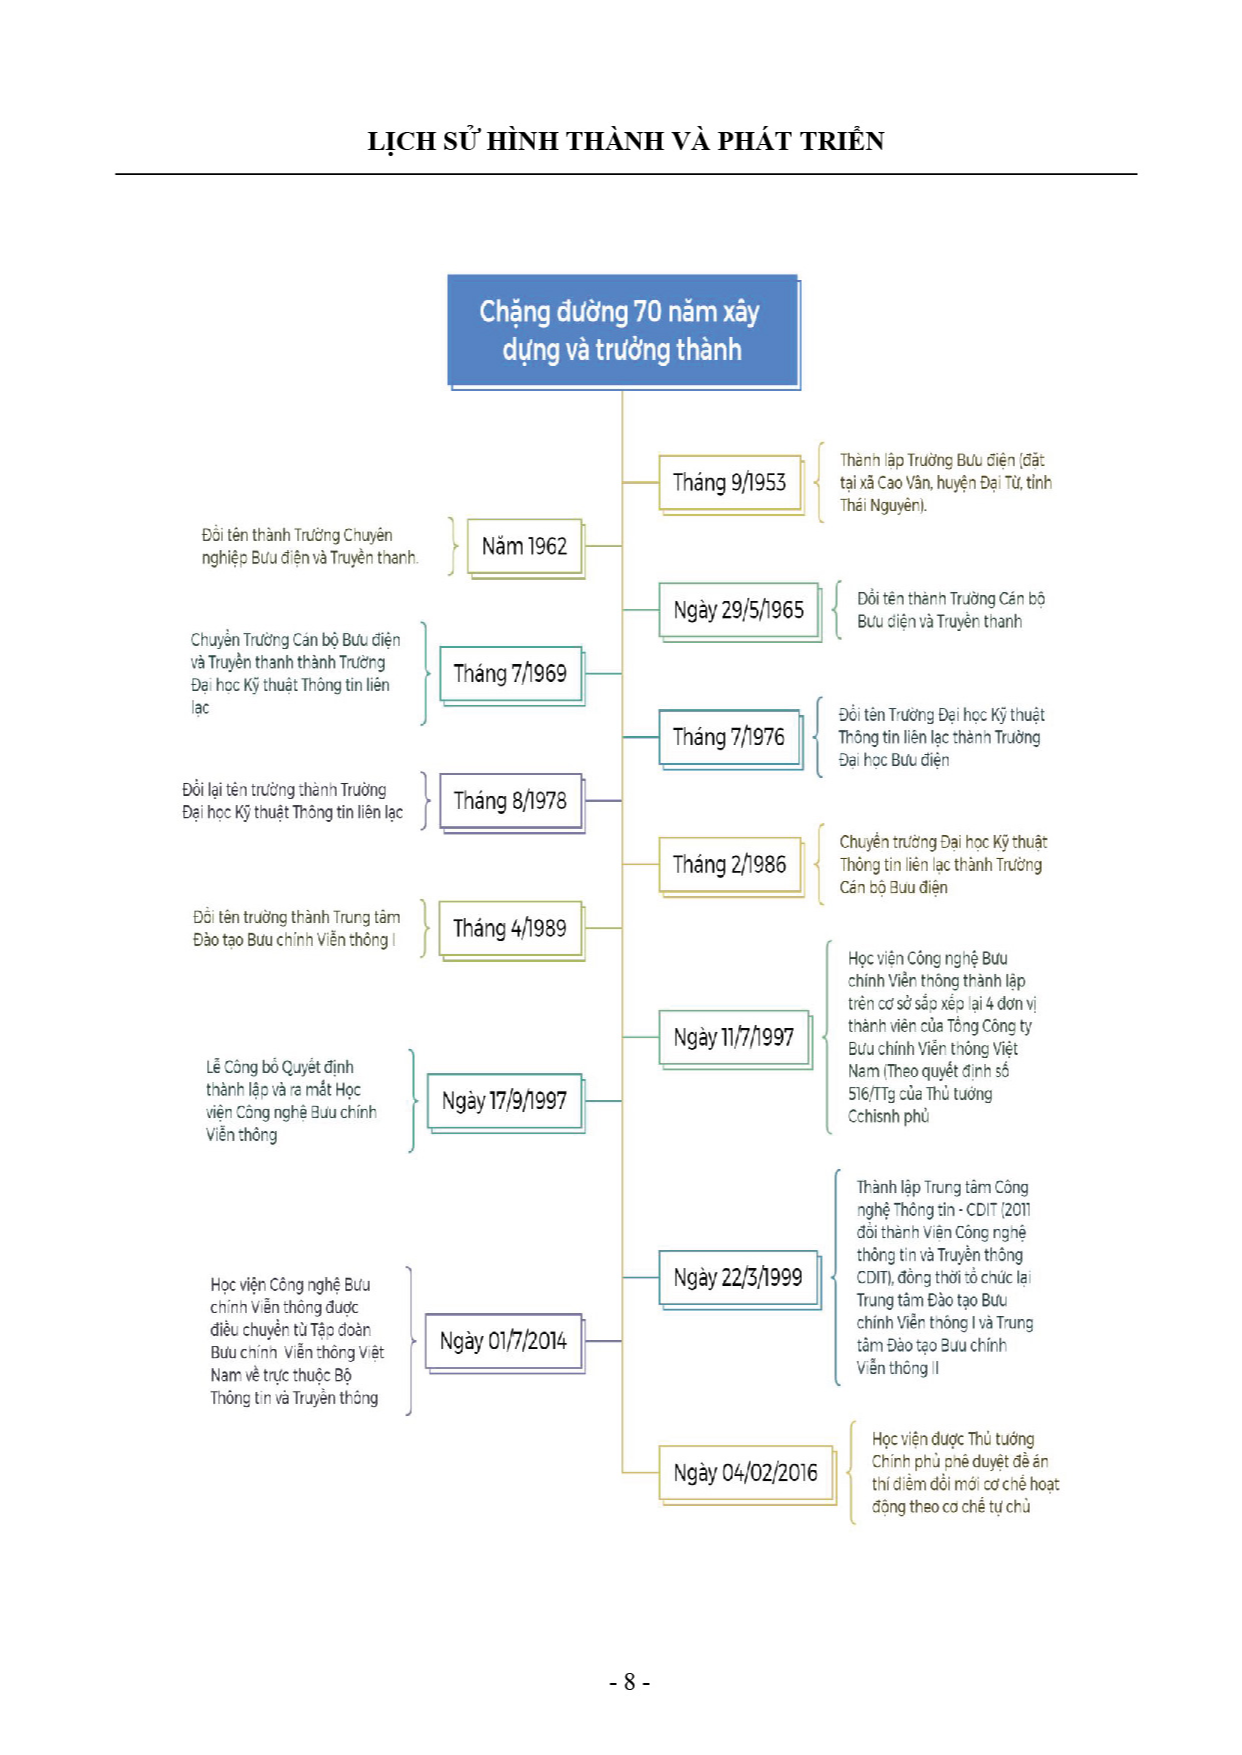 LỊCH SỬ HÌNH THÀNH VÀ PHÁT TRIỂN
Chặng đường 70 năm xây
dựng và trưởng thành
Tháng 9/1953
Thành lập Trường Bưu điện (đặt
tại xã Cao Vân, huyện Đại Từ, tỉnh
Thái Nguyên).
Năm 1962
Đổi tên thành Trường Chuyên
nghiệp Bưu điện và Truyền thanh.
Ngày 29/5/1965
Đổi tên thành Trường Cán bộ
Bưu điện và Truyền thanh
Tháng 7/1969
Chuyển Trường Cán bộ Bưu điện
và Truyền thanh thành Trường
Đại học Kỹ thuật Thông tin liên
lạc
Tháng 7/1976
Đổi tên Trường Đại học Kỹ thuật
Thông tin liên lạc thành Trường
Đại học Bưu điện
Tháng 8/1978
Đổi lại tên trường thành Trường
Đại học Kỹ thuật Thông tin liên lạc
Tháng 2/1986
Chuyển trường Đại học Kỹ thuật
Thông tin liên lạc thành Trường
Cán bộ Bưu điện
Tháng 4/1989
Đổi tên trường thành Trung tâm
Đào tạo Bưu chính Viễn thông I
Ngày 11/7/1997
Học viện Công nghệ Bưu
chính Viễn thông thành lập
trên cơ sở sắp xếp lại 4 đơn vị
thành viên của Tổng Công ty
Bưu chính Viễn thông Việt
Nam (Theo quyết định số
516/TTg của Thủ tướng
Cchisnh phủ
Ngày 17/9/1997
Lễ Công bố Quyết định
thành lập và ra mắt Học
viện Công nghệ Bưu chính
Viễn thông
Ngày 22/3/1999
Thành lập Trung tâm Công
nghệ Thông tin - CDIT (2011
đổi thành Viện Công nghệ
thông tin và Truyền thông
CDIT), đồng thời tổ chức lại
Trung tâm Đào tạo Bưu
chính Viễn thông I và Trung
tâm Đào tạo Bưu chính
Viễn thông II
Ngày 01/7/2014
Học viện Công nghệ Bưu
chính Viễn thông được
điều chuyển từ Tập đoàn
Bưu chính Viễn thông Việt
Nam về trực thuộc Bộ
Thông tin và Truyền thông
Ngày 04/02/2016
Học viện được Thủ tướng
Chính phủ phê duyệt đề án
thí điểm đổi mới cơ chế hoạt
động theo cơ chế tự chủ
- 8 -